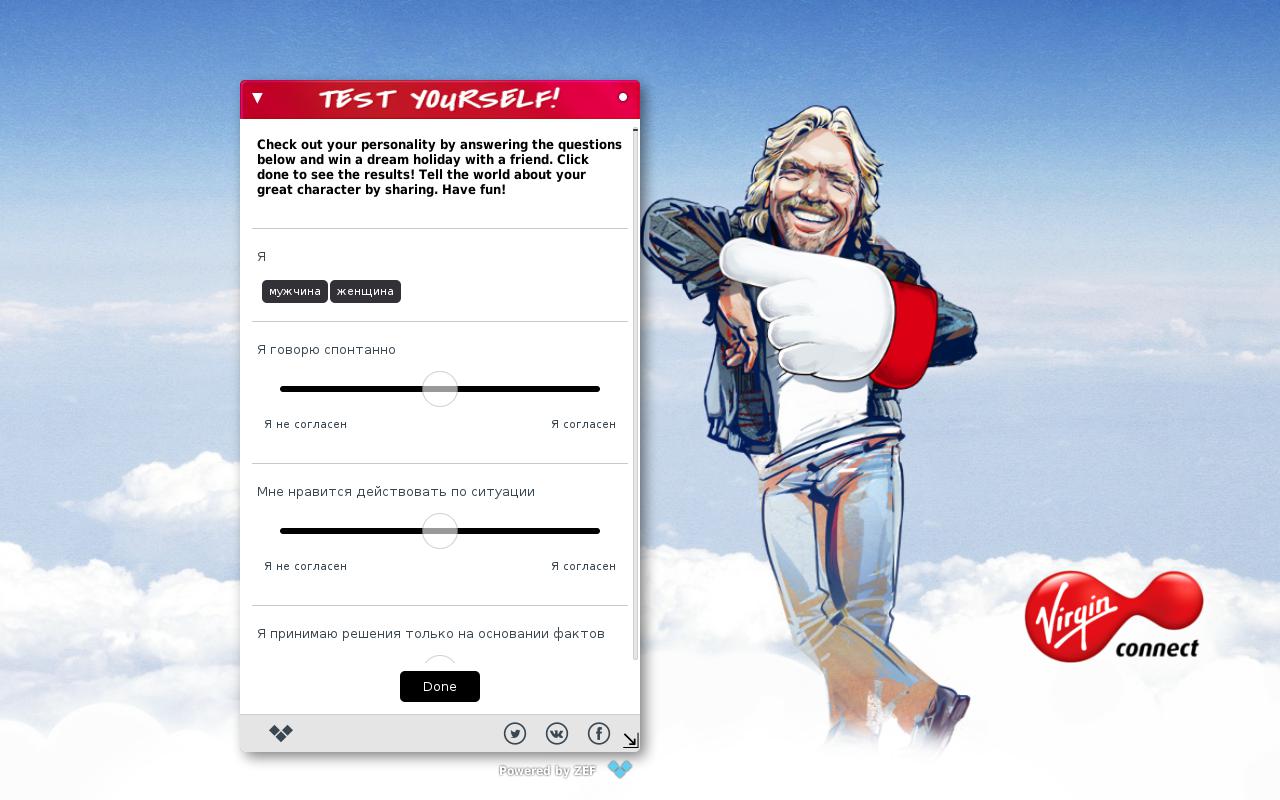 TEST YOURSELF!
Check out your personality by answering the questions
below and win a dream holiday with a friend. Click
done to see the results! Tell the world about your
great character by sharing. Have fun!
Я
мужчина женщина
Я говорю спонтанно
Я не согласен Я согласен
Мне нравится действовать по ситуации
Я не согласен Я согласен
Я принимаю решения только на основании фактов
Done
Powered by ZEF
Virgin
connect